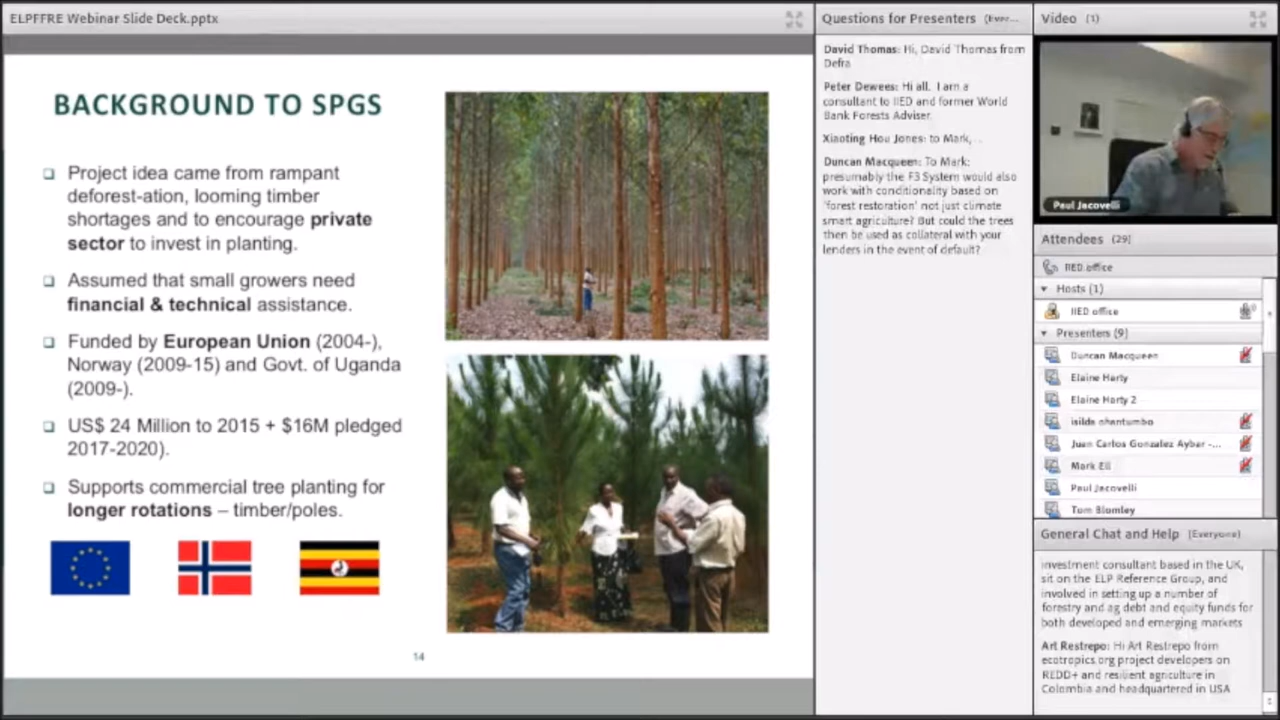 ELPFFRE Webinar Slide Deck.pptx
BACKGROUND TO SPGS
Project idea came from rampant
deforest-ation, looming timber
shortages and to encourage private
sector to invest in planting.
Assumed that small growers need
financial & technical assistance.
Funded by European Union (2004-),
Norway (2009-15) and Govt. of Uganda
(2009-).
US$ 24 Million to 2015 + $16M pledged
2017-2020).
Supports commercial tree planting for
longer rotations – timber/poles.
14
Questions for Presenters (Ever...
David Thomas: Hi, David Thomas from
Defra
Peter Dewees: Hi all. I am a
consultant to IIED and former World
Bank Forests Adviser.
Xiaoting Hou Jones: to Mark, ..
Duncan Macqueen: To Mark:
presumably the F3 System would also
work with conditionality based on
'forest restoration' not just climate
smart agriculture? But could the trees
then be used as collateral with your
lenders in the event of default?
Video (1)
Paul Jacovelli
Attendees (29)
IIED office
Hosts (1)
IIED office
Presenters (9)
Duncan Macqueen
Elaine Harty
Elaine Harty 2
isilda nhantumbo
Juan Carlos Gonzalez Aybar -...
Mark Eli
Paul Jacovelli
Tom Blomley
General Chat and Help (Everyone)
investment consultant based in the UK,
sit on the ELP Reference Group, and
involved in setting up a number of
forestry and ag debt and equity funds for
both developed and emerging markets
Art Restrepo: Hi Art Restrepo from
ecotropics.org project developers on
REDD+ and resilient agriculture in
Colombia and headquartered in USA